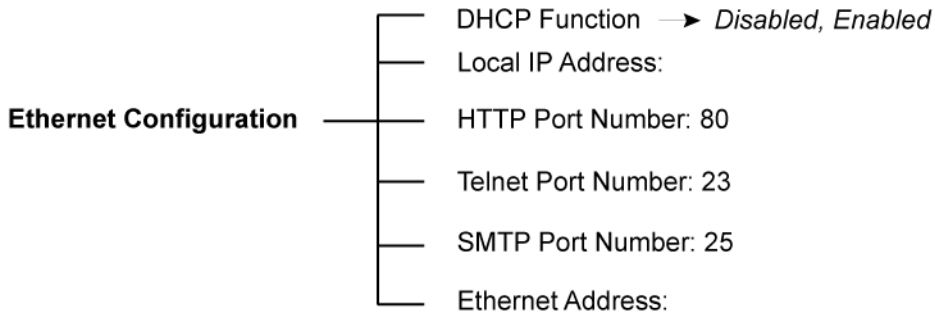 DHCP Function → Disabled, Enabled
Local IP Address:
Ethernet Configuration
HTTP Port Number: 80
Telnet Port Number: 23
SMTP Port Number: 25
Ethernet Address: